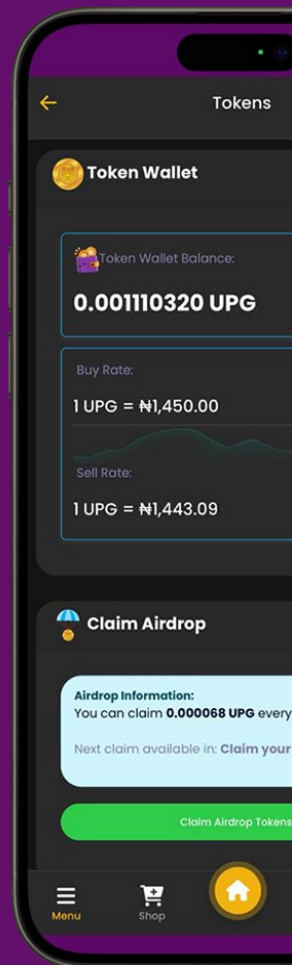 Tokens
Token Wallet
Token Wallet Balance:
0.001110320 UPG
Buy Rate:
1 UPG = ₦1,450.00
Sell Rate:
1 UPG = ₦1,443.09
Claim Airdrop
Airdrop Information:
You can claim 0.000068 UPG every
Next claim available in: Claim your
Claim Airdrop Tokens
Menu
Shop